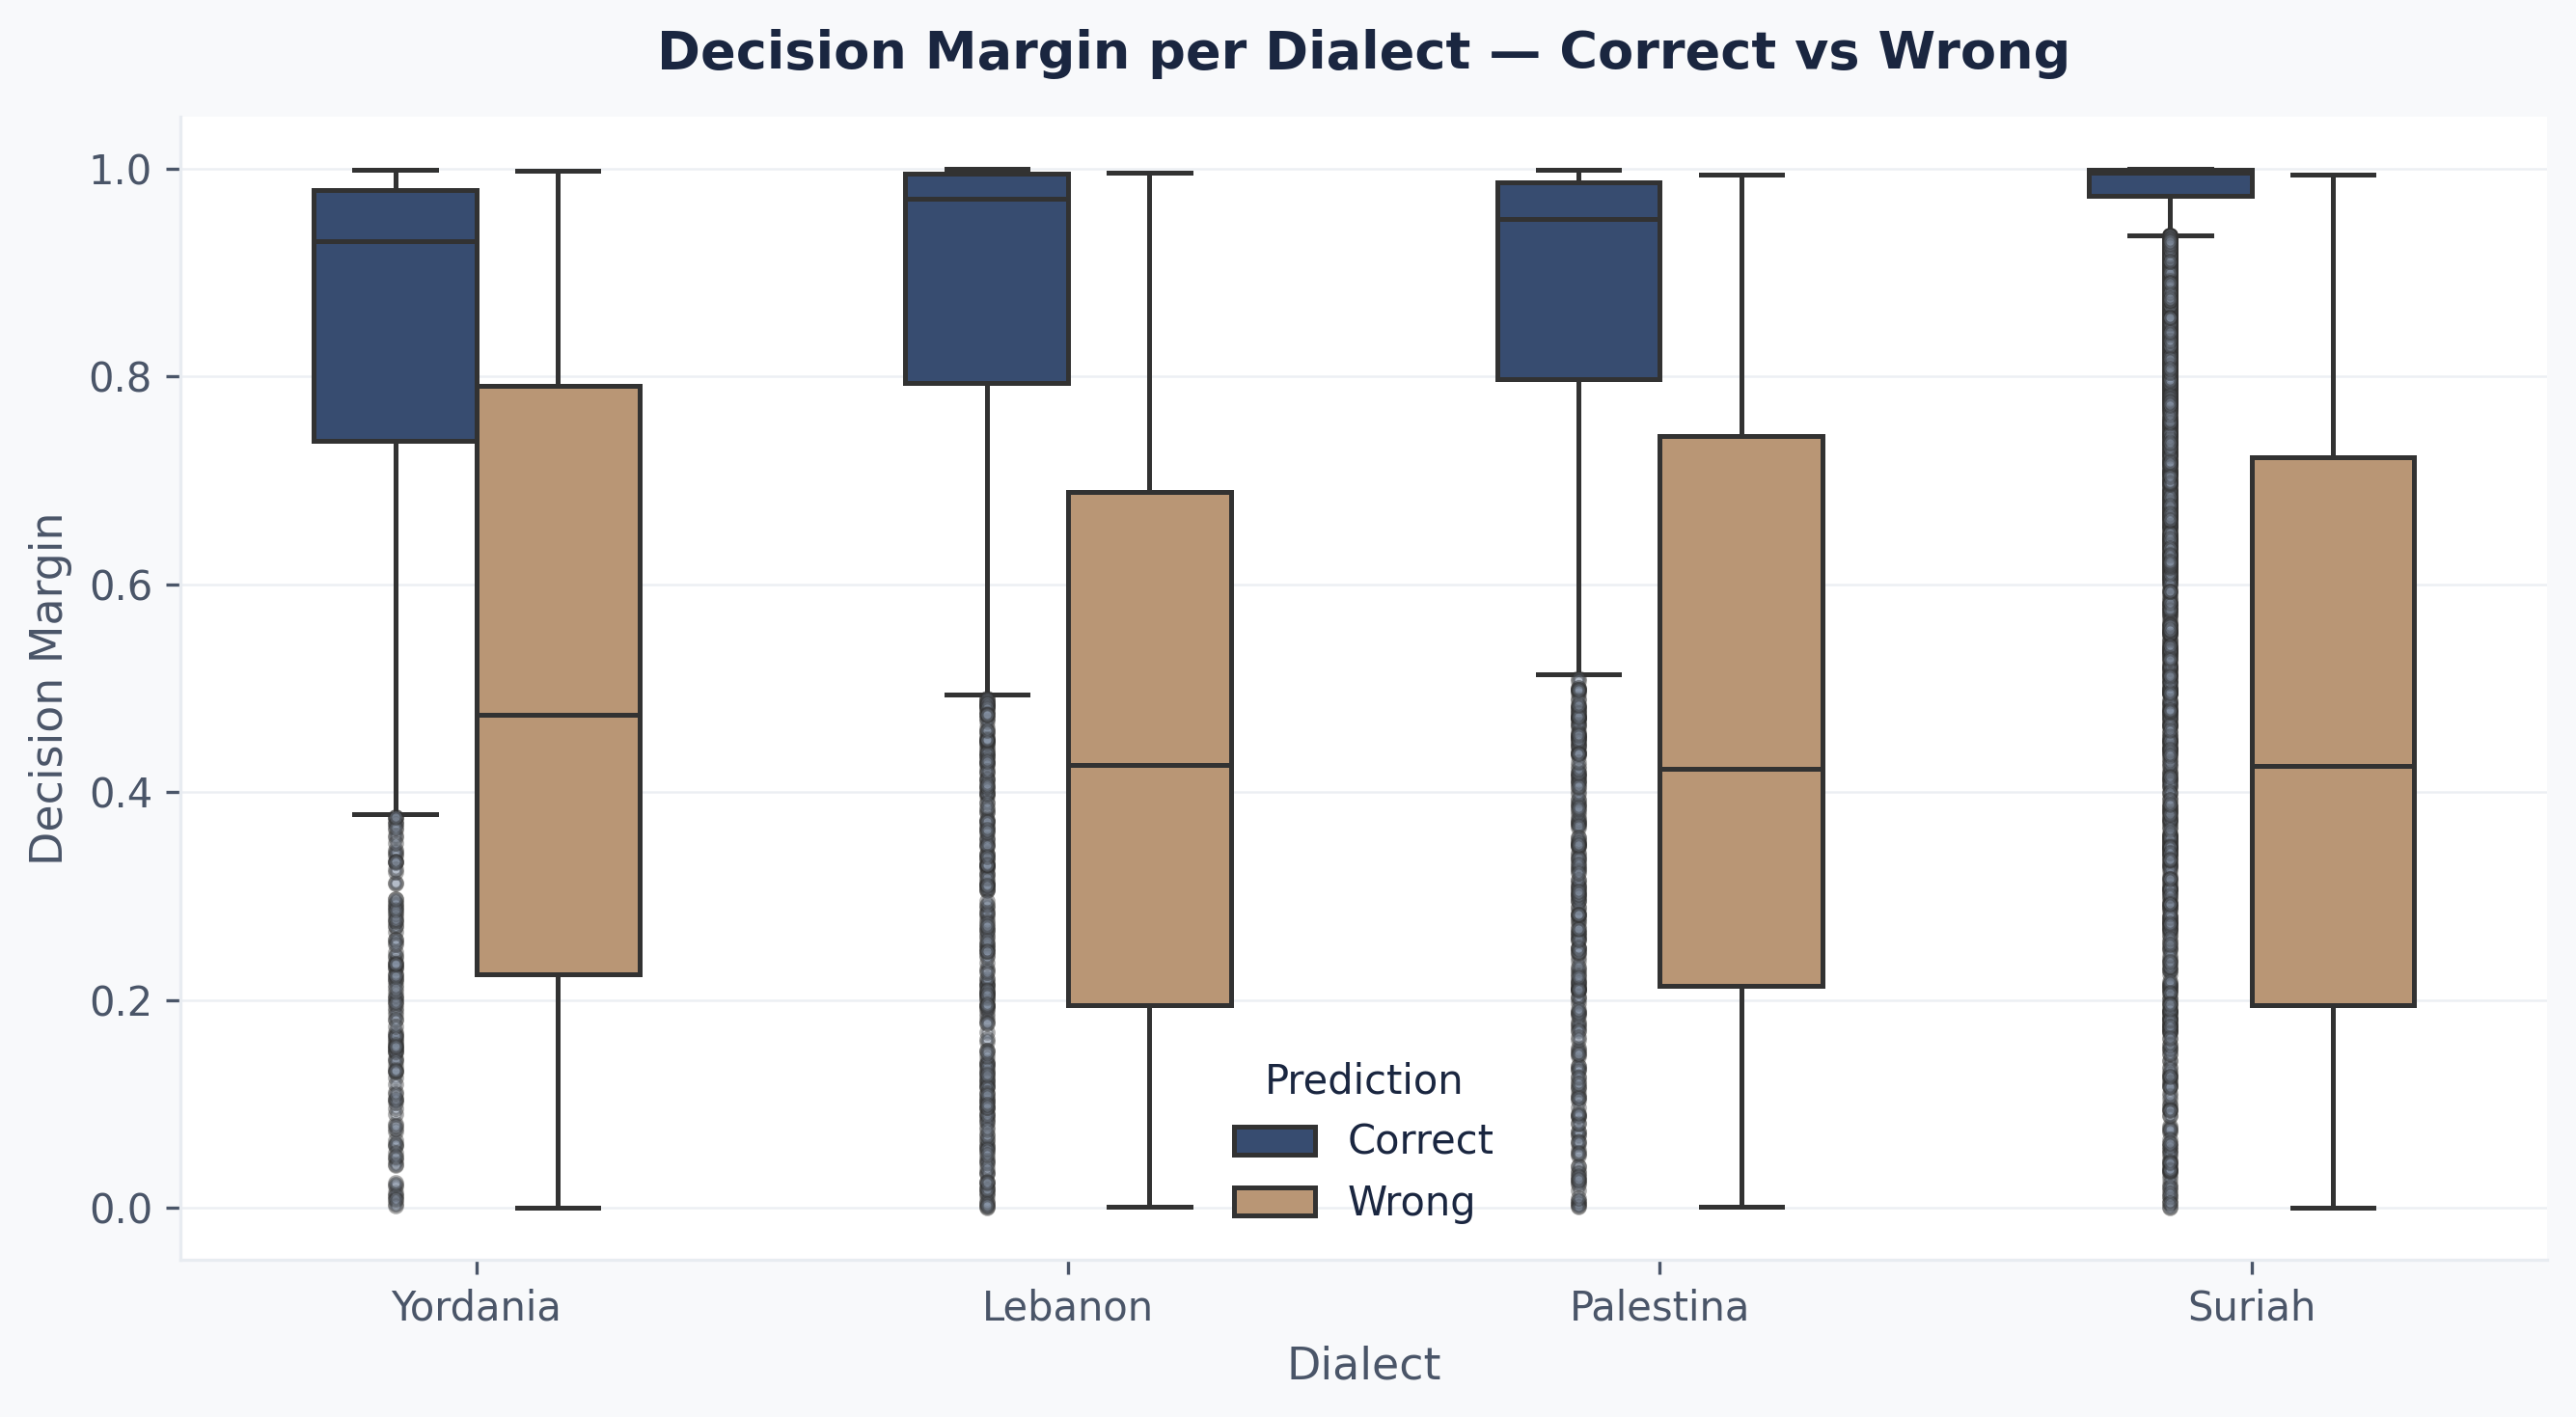 Decision Margin per Dialect — Correct vs Wrong
Decision Margin
1.0
0.8
0.6
0.4
0.2
0.0
Prediction
Correct
Wrong
Yordania
Lebanon
Palestina
Suriah
Dialect